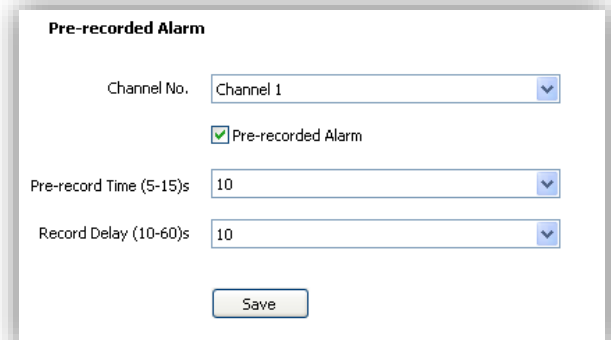 Pre-recorded Alarm
Channel No. Channel 1
Pre-recorded Alarm
Pre-record Time (5-15)s 10
Record Delay (10-60)s 10
Save